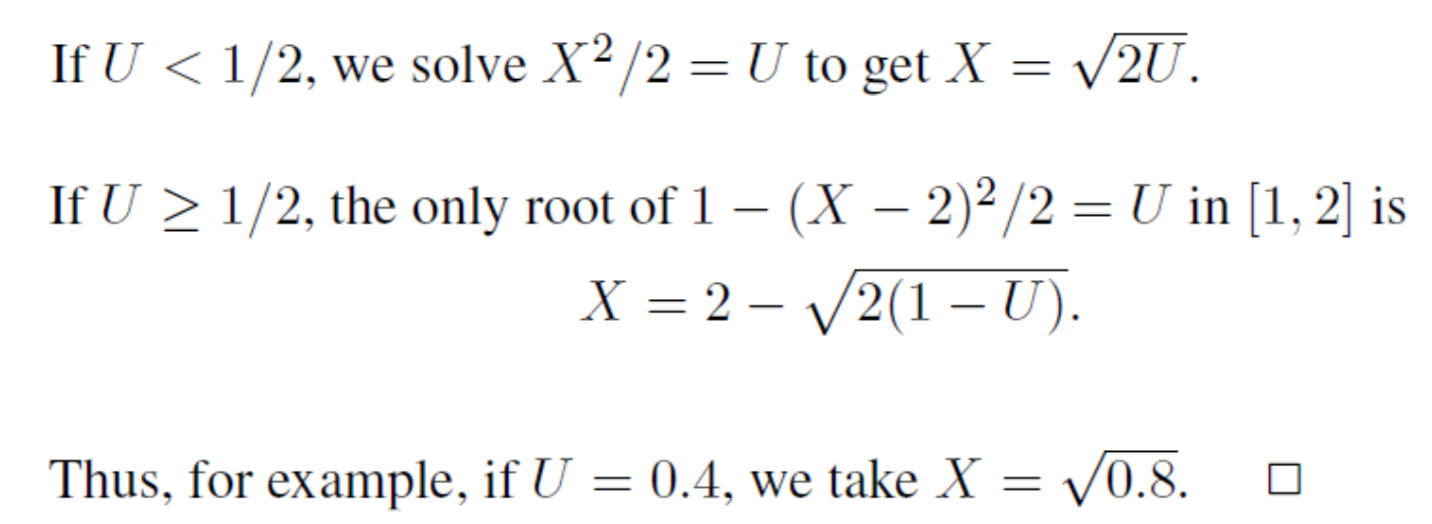 If U < 1/2, we solve X²/2 = U to get X = √(2U).
If U ≥ 1/2, the only root of 1 − (X − 2)²/2 = U in [1, 2] is
X = 2 − √(2(1 − U)).
Thus, for example, if U = 0.4, we take X = √0.8. □